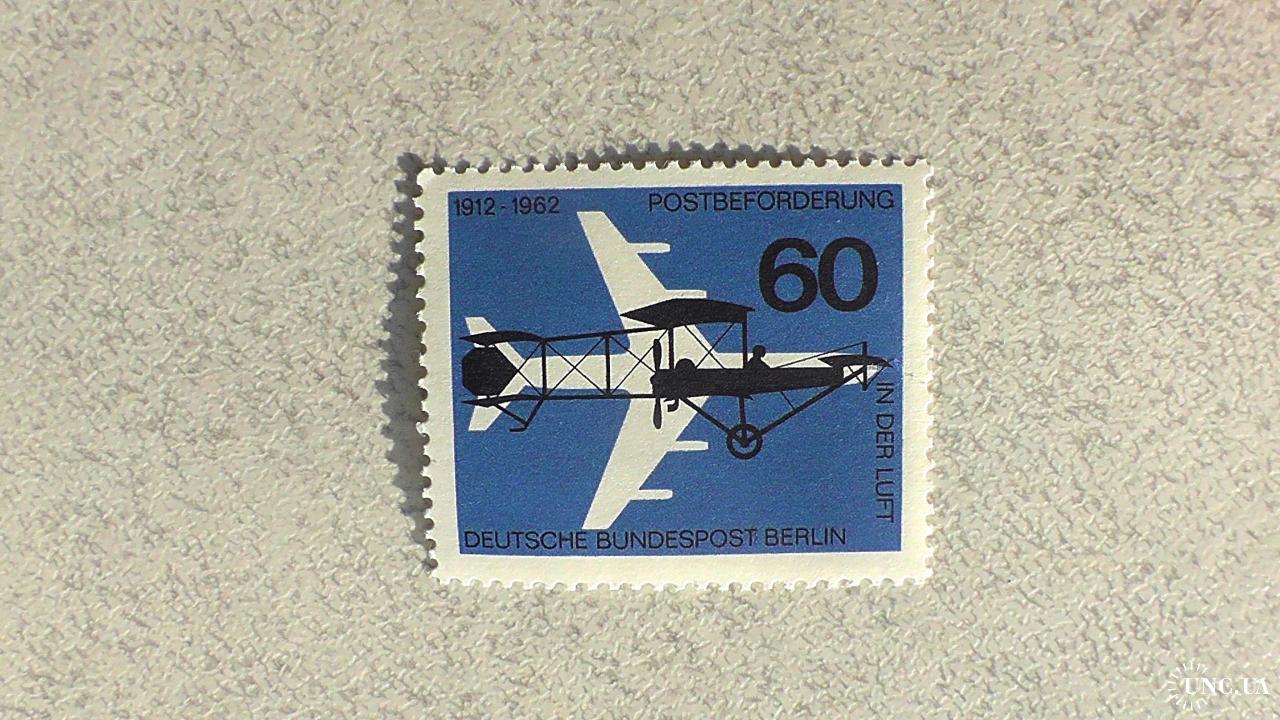 1912 - 1962
POSTBEFÖRDERUNG
60
IN DER LUFT
DEUTSCHE BUNDESPOST BERLIN
UNC.UA